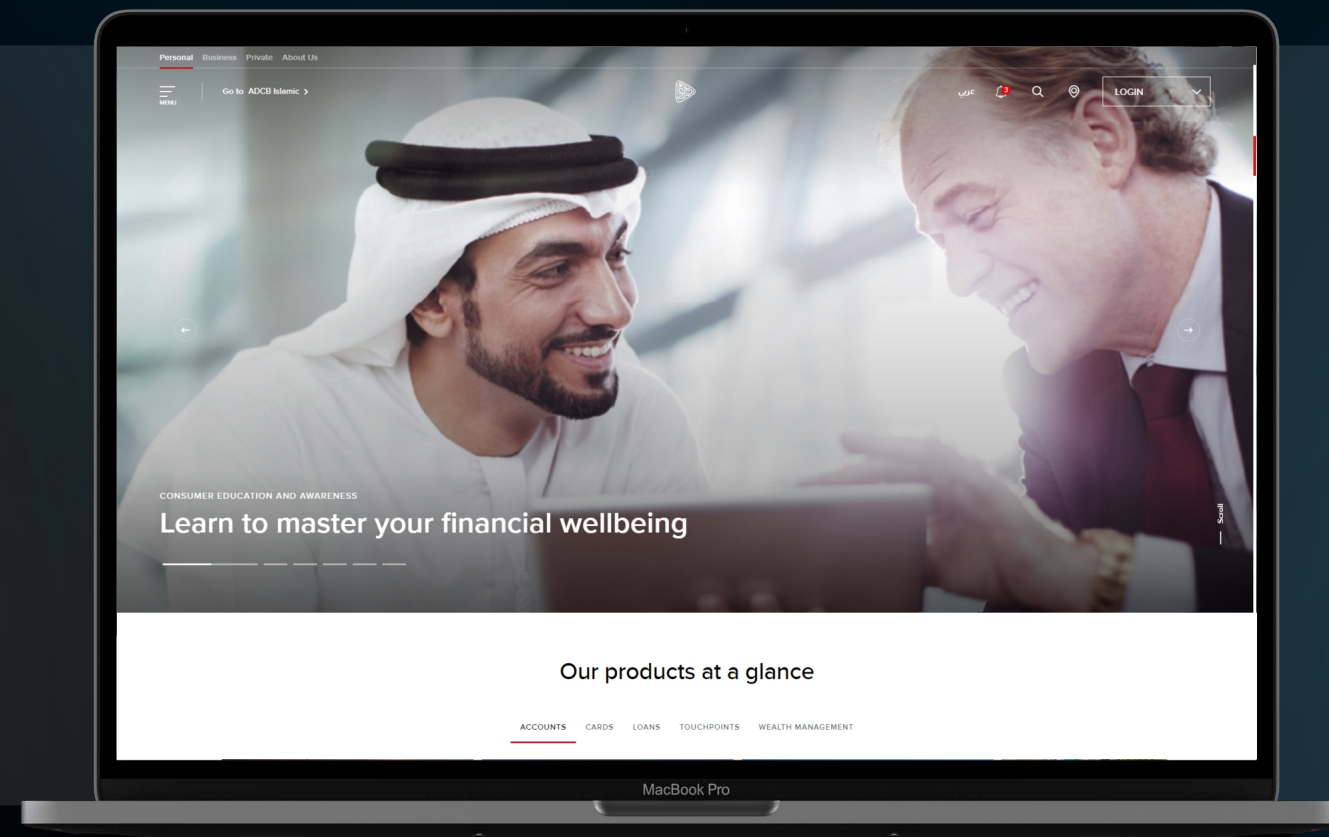 Personal Business Private About Us
MENU
Go to ADCB Islamic
عربي
3
LOGIN
CONSUMER EDUCATION AND AWARENESS
Learn to master your financial wellbeing
Scroll
Our products at a glance
ACCOUNTS CARDS LOANS TOUCHPOINTS WEALTH MANAGEMENT
MacBook Pro